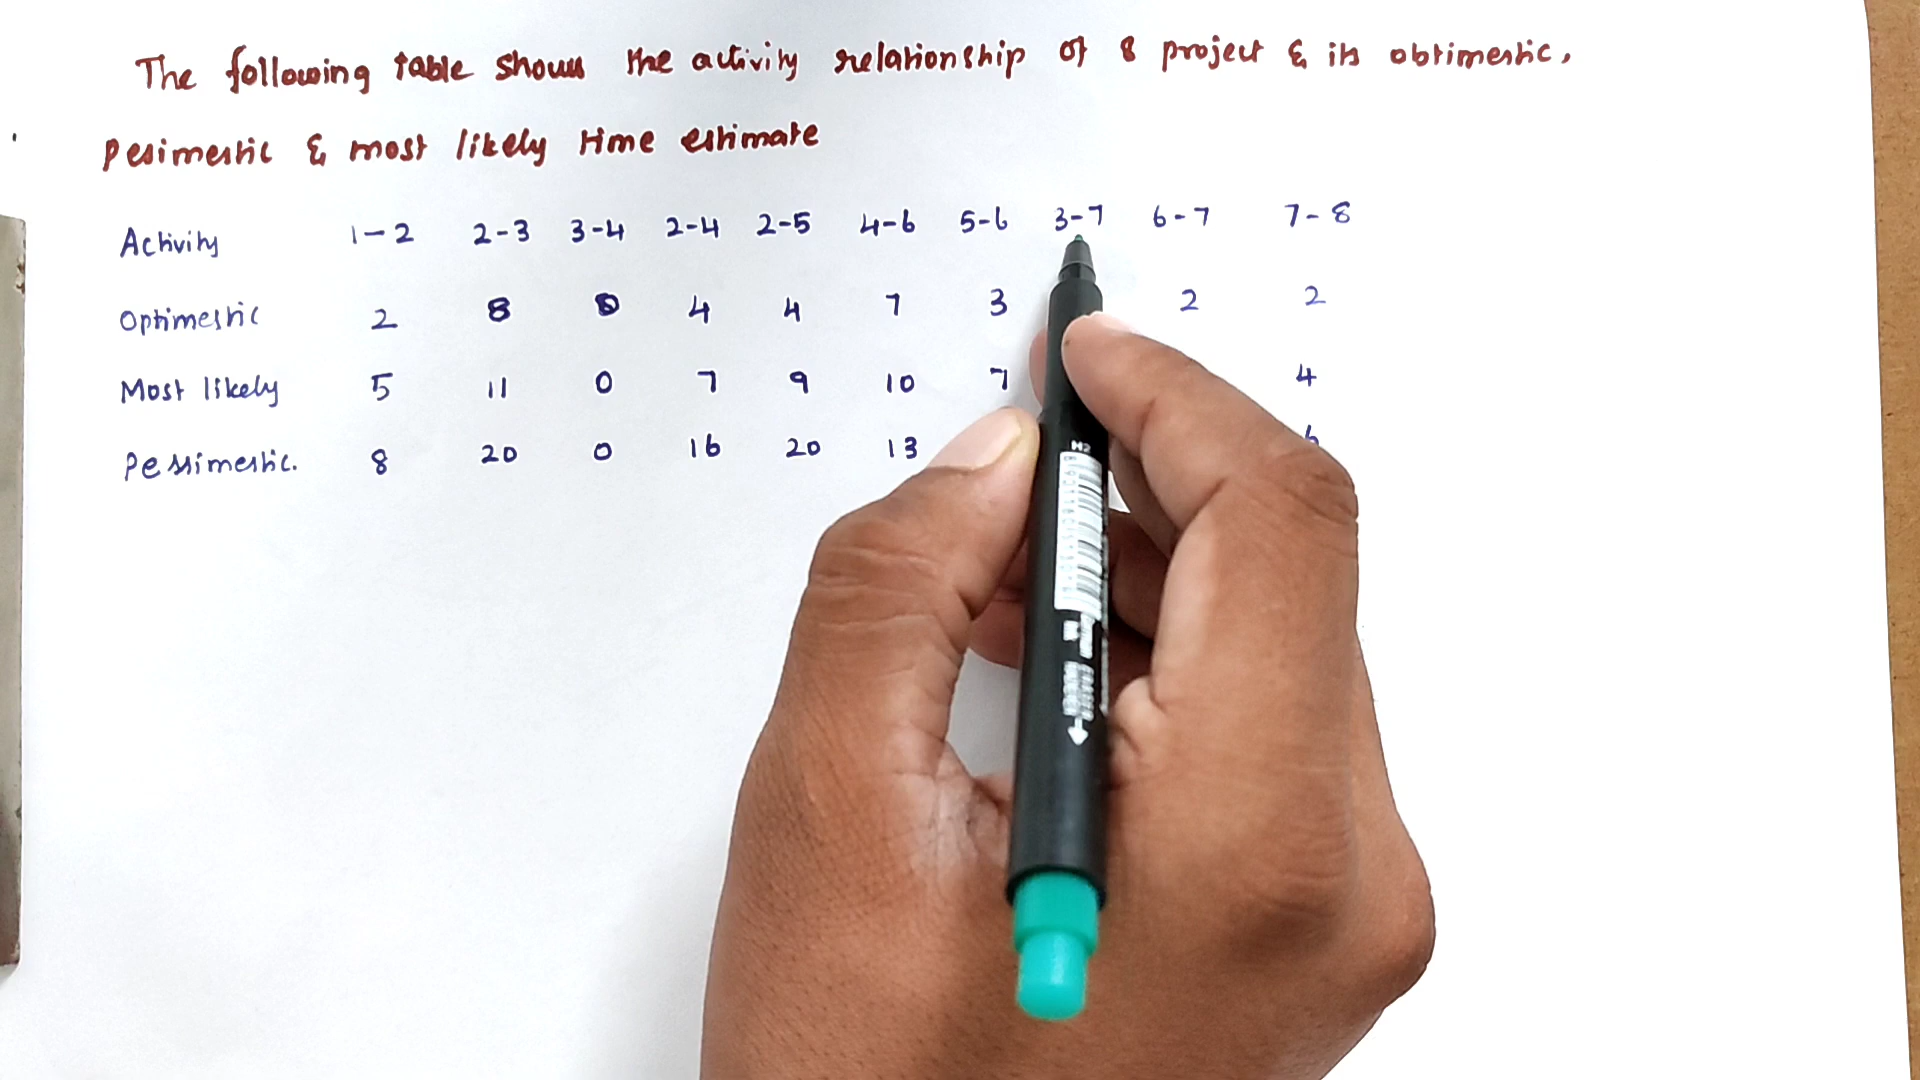 The following table shows the activity relationship of 8 project & its obtimestic,
pesimestic & most likely time estimate
Activity 1-2 2-3 3-4 2-4 2-5 4-6 5-6 3-7 6-7 7-8
Optimestic 2 8 0 4 4 7 3 2 2
Most likely 5 11 0 7 9 10 7 4
Pessimestic. 8 20 0 16 20 13
H2